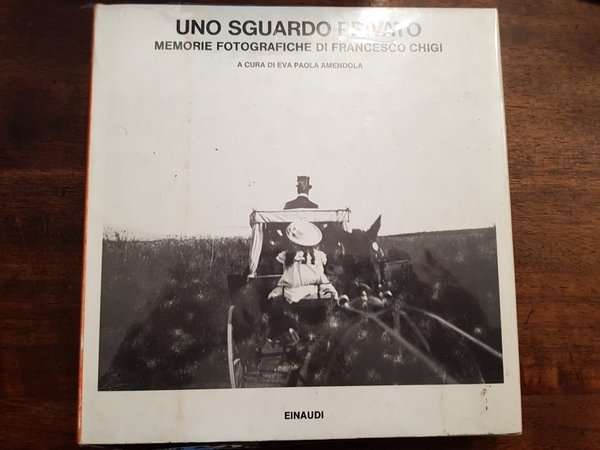 UNO SGUARDO PRIVATO
MEMORIE FOTOGRAFICHE DI FRANCESCO CHIGI
A CURA DI EVA PAOLA AMENDOLA
EINAUDI